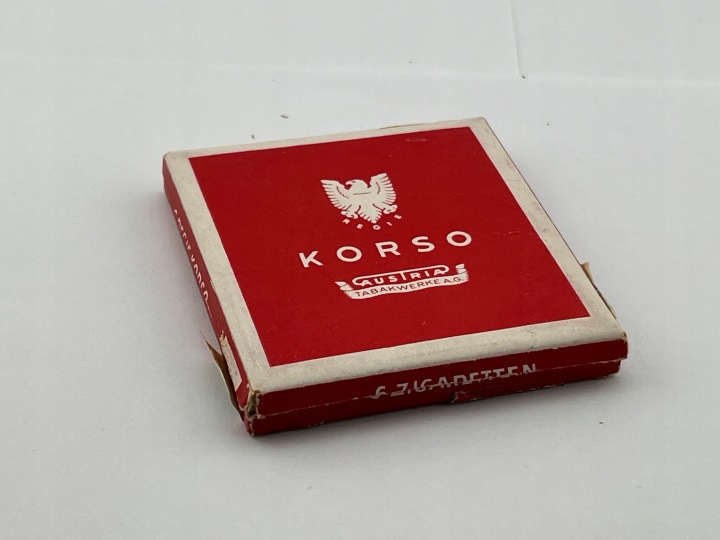 REGIE
KORSO
AUSTRIA
TABAKWERKE A.G.
6 ZIGARETTEN